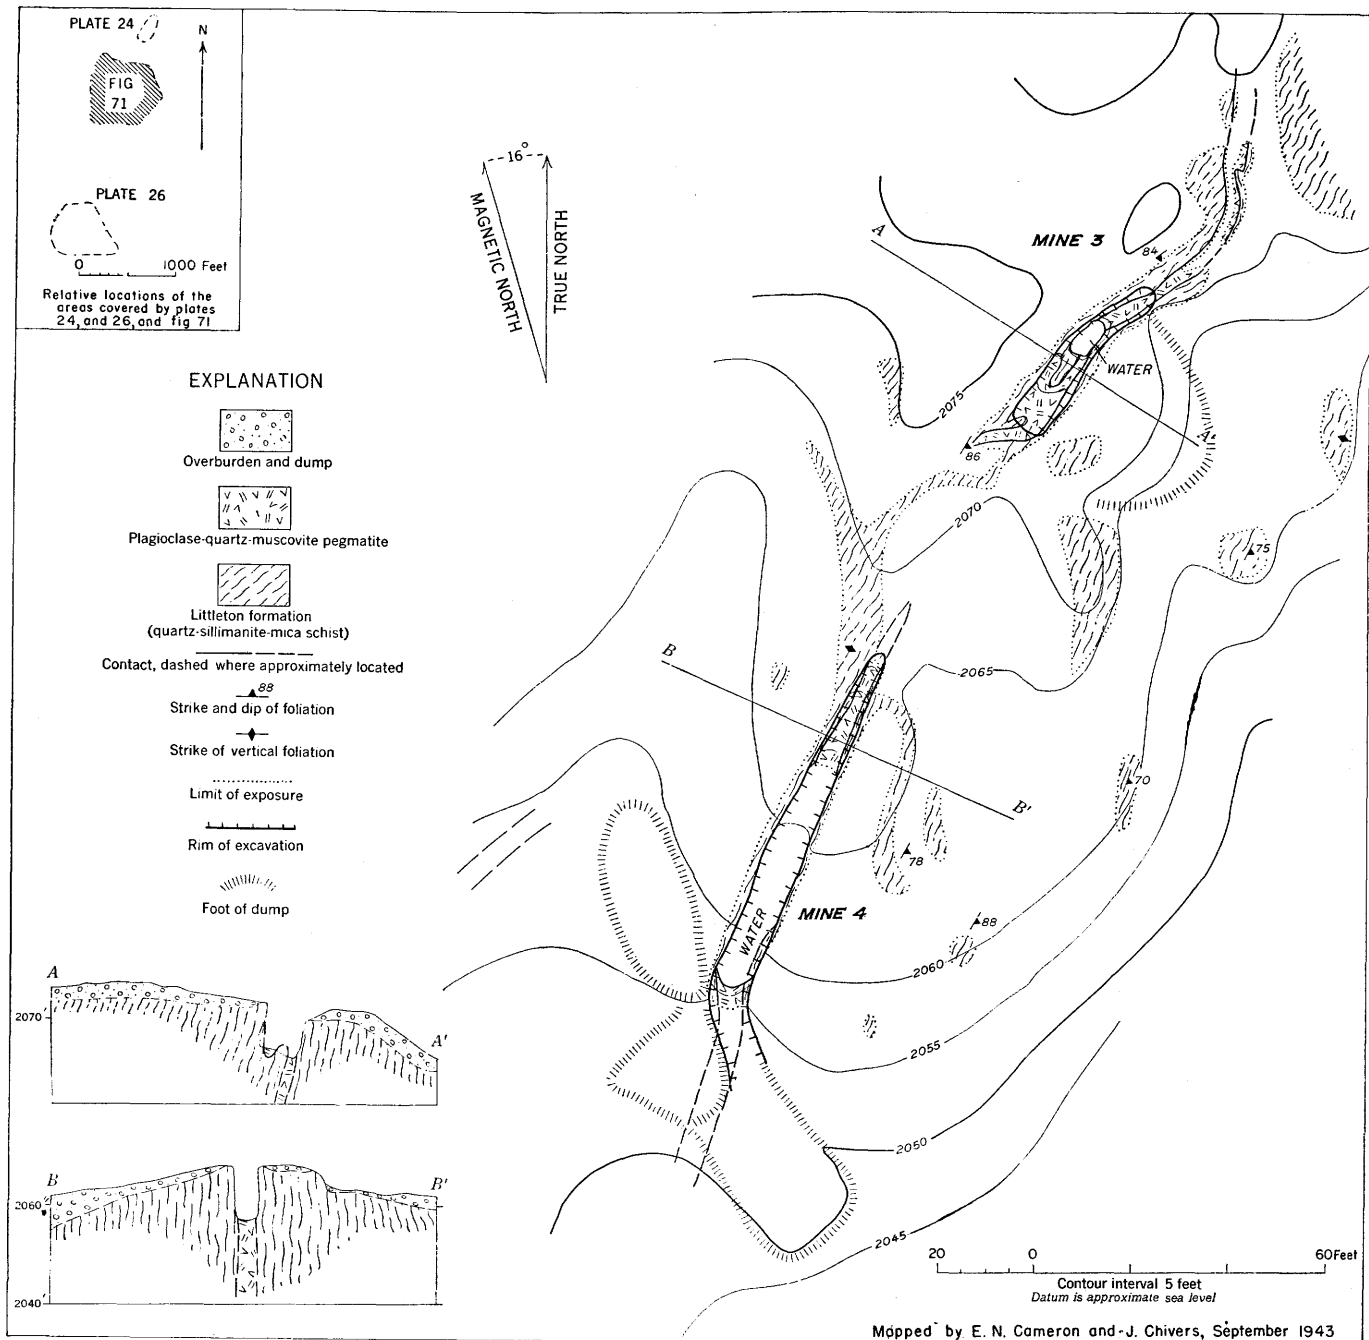 PLATE 24
N
FIG
71
PLATE 26
0 1000 Feet
Relative locations of the
areas covered by plates
24, and 26, and fig 71
16°
MAGNETIC NORTH
TRUE NORTH
EXPLANATION
Overburden and dump
Plagioclase-quartz-muscovite pegmatite
Littleton formation
(quartz-sillimanite-mica schist)
Contact, dashed where approximately located
88
Strike and dip of foliation
Strike of vertical foliation
Limit of exposure
Rim of excavation
Foot of dump
A
MINE 3
84
WATER
2075
A'
86
2070
75
B
2065
70
B'
78
MINE 4
WATER
88
2060
2055
2050
2045
A
2070'
A'
B
B'
2060'
2040'
20 0 60 Feet
Contour interval 5 feet
Datum is approximate sea level
Mapped by E. N. Cameron and J. Chivers, September 1943